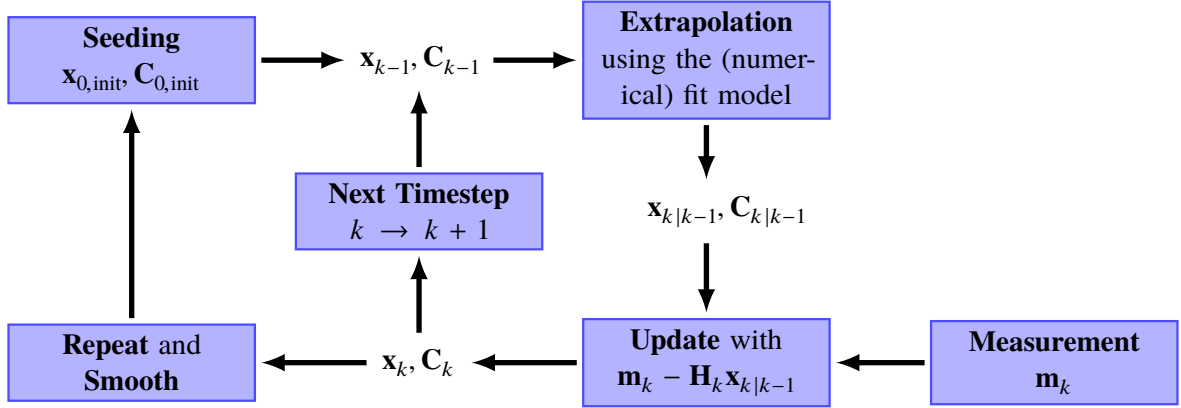 Seeding
x₀,init, C₀,init
xₖ₋₁, Cₖ₋₁
Extrapolation
using the (numer-
ical) fit model
Next Timestep
k → k + 1
xₖ|ₖ₋₁, Cₖ|ₖ₋₁
Repeat and
Smooth
xₖ, Cₖ
Update with
mₖ − Hₖxₖ|ₖ₋₁
Measurement
mₖ